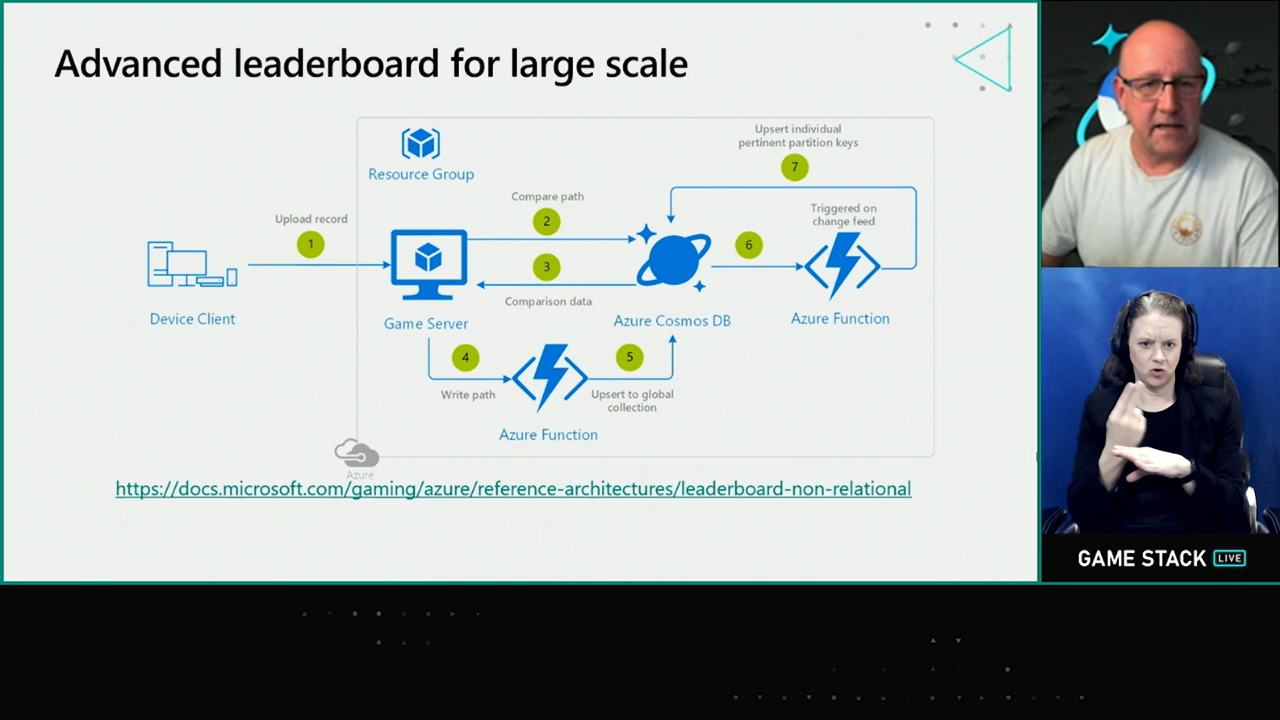 Advanced leaderboard for large scale
Resource Group
Upsert individual
pertinent partition keys
7
Upload record
1
Compare path
2
3
Comparison data
6
Triggered on
change feed
Device Client
Game Server
Azure Cosmos DB
Azure Function
4
Write path
5
Upsert to global
collection
Azure Function
Azure
https://docs.microsoft.com/gaming/azure/reference-architectures/leaderboard-non-relational
GAME STACK LIVE